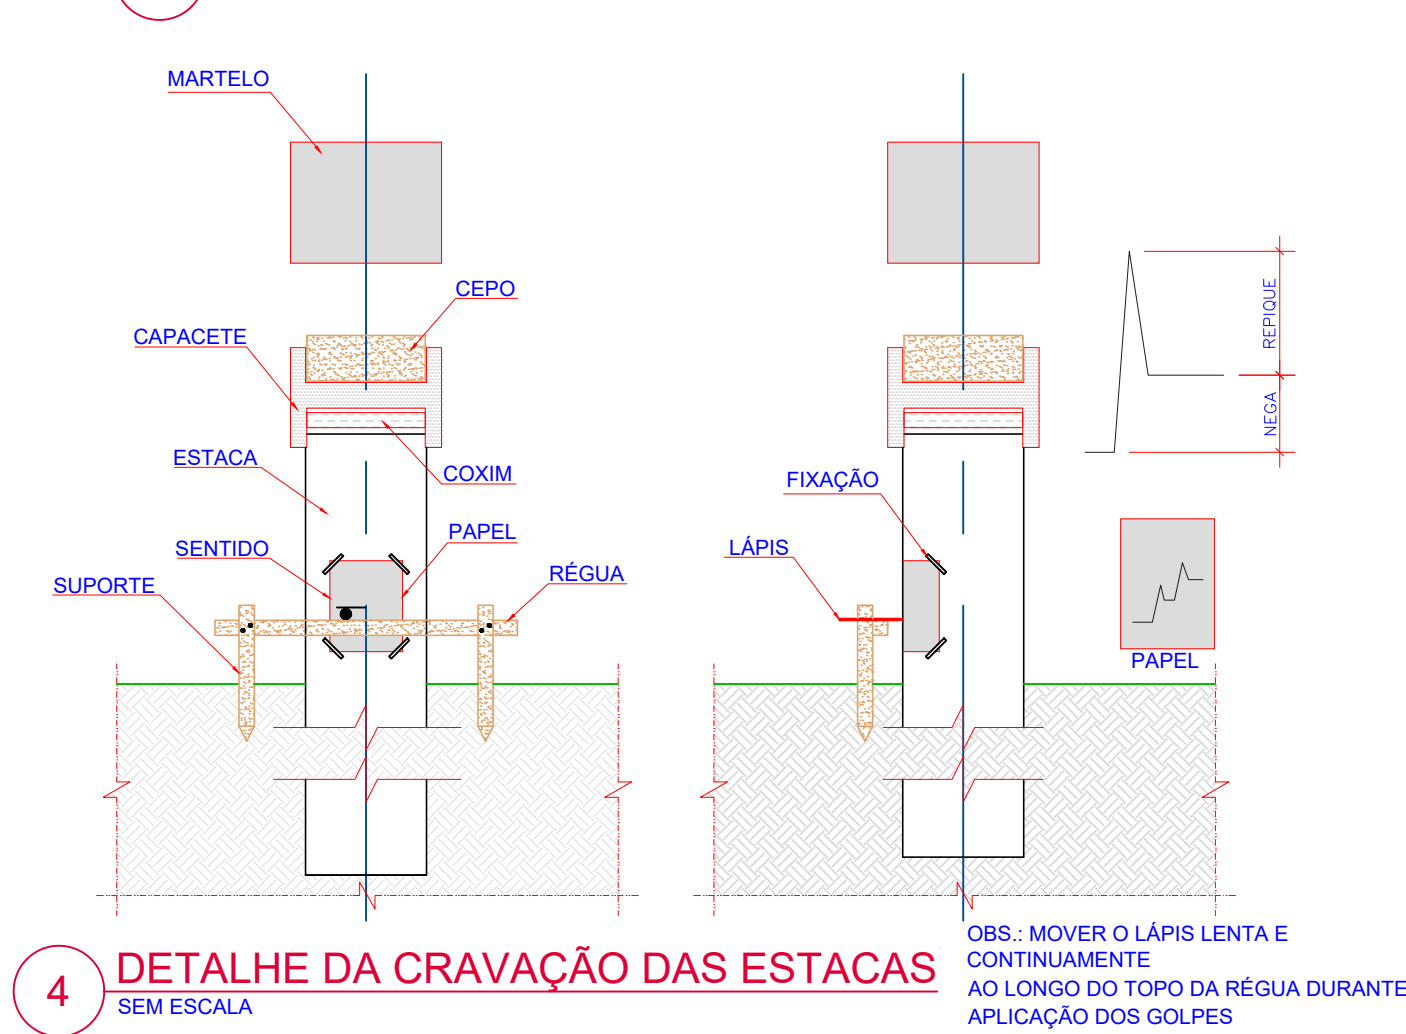 MARTELO
CEPO
CAPACETE
ESTACA
COXIM
SENTIDO
PAPEL
RÉGUA
SUPORTE
FIXAÇÃO
LÁPIS
REPIQUE
NEGA
PAPEL
4
DETALHE DA CRAVAÇÃO DAS ESTACAS
SEM ESCALA
OBS.: MOVER O LÁPIS LENTA E
CONTINUAMENTE
AO LONGO DO TOPO DA RÉGUA DURANTE
APLICAÇÃO DOS GOLPES